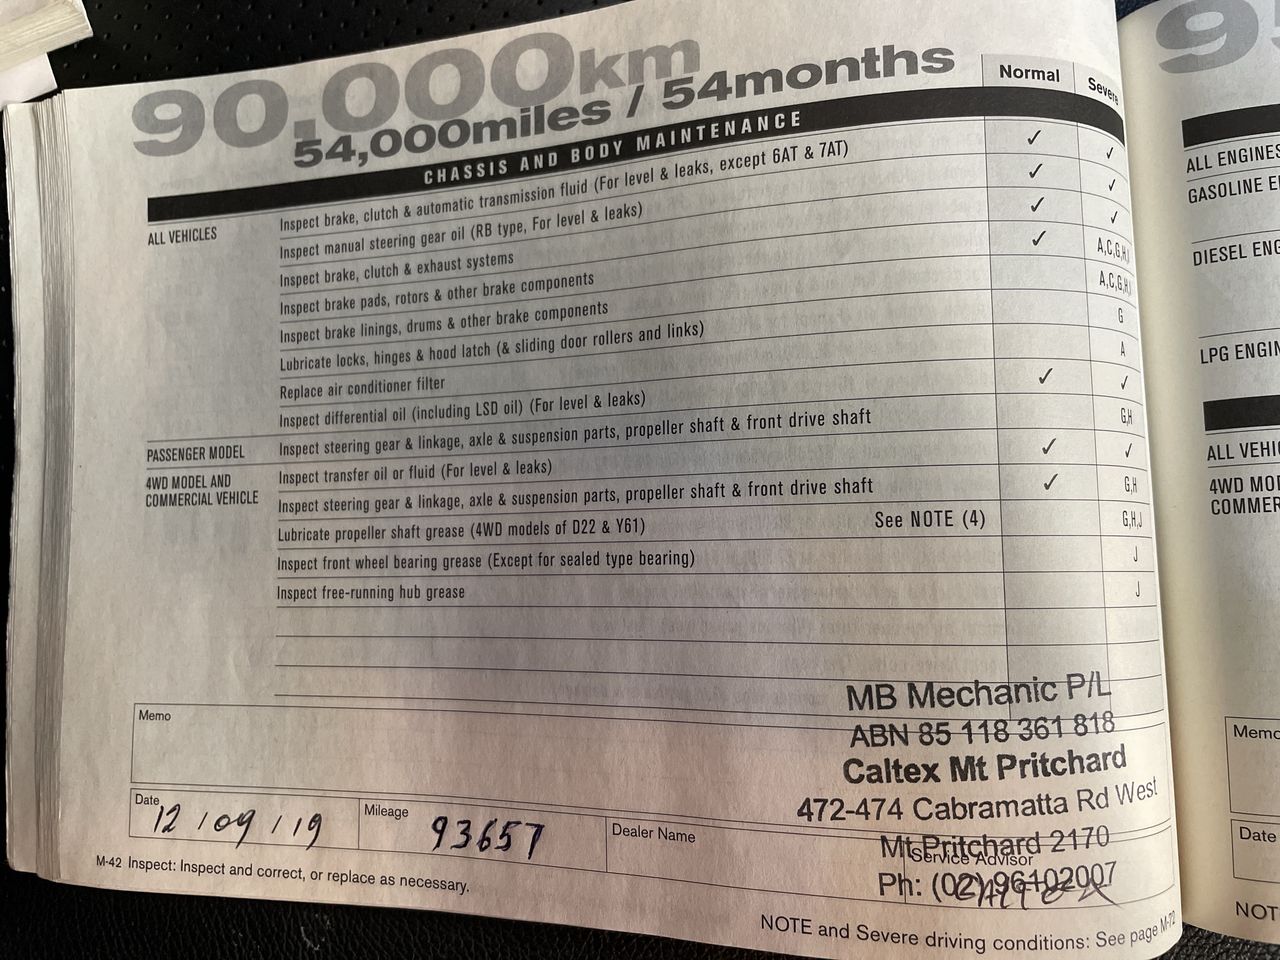 90,000km
54,000miles / 54months
Normal Severe
CHASSIS AND BODY MAINTENANCE
ALL VEHICLES Inspect brake, clutch & automatic transmission fluid (For level & leaks, except 6AT & 7AT) ✓ ✓
Inspect manual steering gear oil (RB type, For level & leaks) ✓ ✓
Inspect brake, clutch & exhaust systems ✓ ✓
Inspect brake pads, rotors & other brake components ✓ A,C,G,H,
Inspect brake linings, drums & other brake components A,C,G,H,
Lubricate locks, hinges & hood latch (& sliding door rollers and links) G
Replace air conditioner filter A
Inspect differential oil (including LSD oil) (For level & leaks) ✓ ✓
PASSENGER MODEL Inspect steering gear & linkage, axle & suspension parts, propeller shaft & front drive shaft G,H
4WD MODEL AND COMMERCIAL VEHICLE Inspect transfer oil or fluid (For level & leaks) ✓ ✓
Inspect steering gear & linkage, axle & suspension parts, propeller shaft & front drive shaft ✓ G,H
Lubricate propeller shaft grease (4WD models of D22 & Y61) See NOTE (4) G,H,J
Inspect front wheel bearing grease (Except for sealed type bearing) J
Inspect free-running hub grease J
MB Mechanic P/L
ABN 85 118 361 818
Caltex Mt Pritchard
472-474 Cabramatta Rd West
Mt Pritchard 2170
Ph: (02) 96102007
Memo
Date 12/09/19
Mileage 93657
Dealer Name
Service Advisor
M-42 Inspect: Inspect and correct, or replace as necessary.
NOTE and Severe driving conditions: See page M-72
9
ALL ENGINES
GASOLINE
DIESEL
LPG
ALL
4WD
Memo
Date